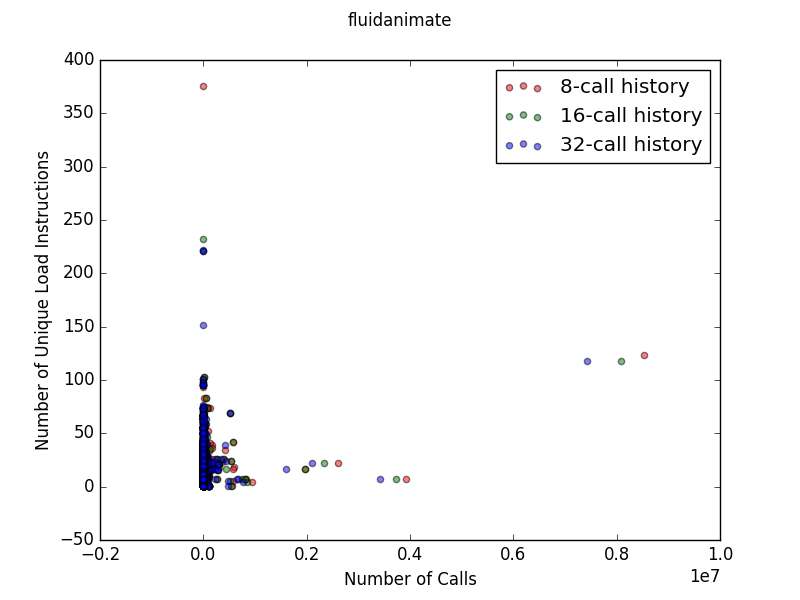 fluidanimate
8-call history
16-call history
32-call history
400
350
300
250
200
150
100
50
0
−50
Number of Unique Load Instructions
−0.2
0.0
0.2
0.4
0.6
0.8
1.0
1e7
Number of Calls